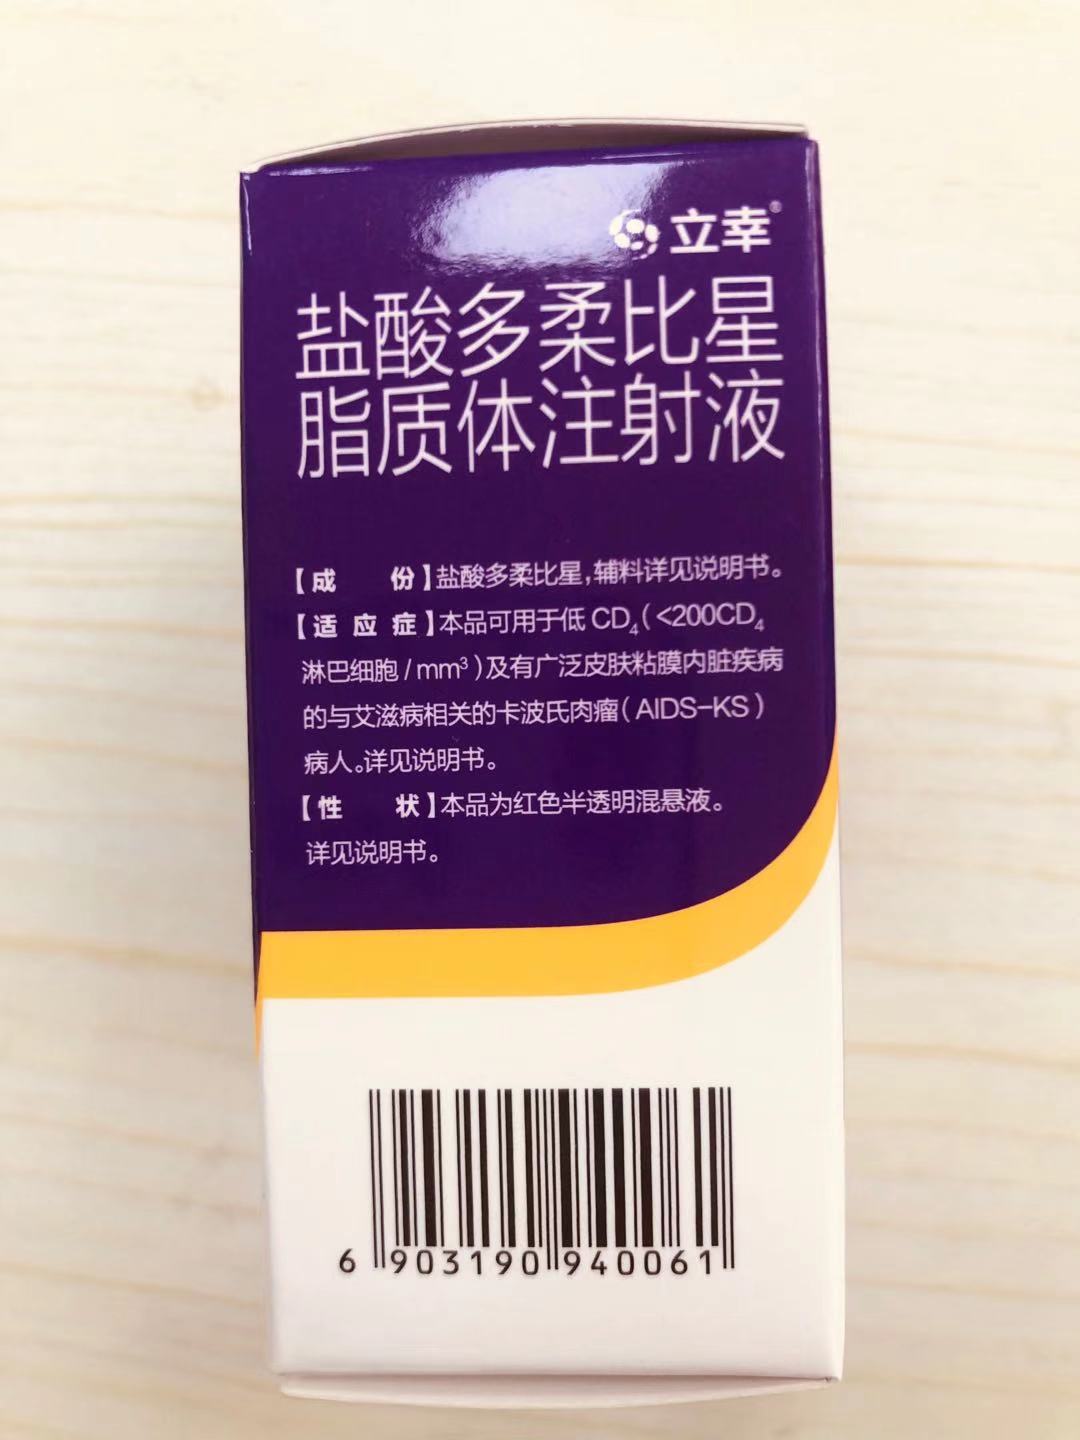 立幸®
盐酸多柔比星
脂质体注射液
【成 份】盐酸多柔比星,辅料详见说明书。
【适 应 症】本品可用于低 CD₄(<200CD₄
淋巴细胞/mm³)及有广泛皮肤粘膜内脏疾病
的与艾滋病相关的卡波氏肉瘤(AIDS-KS)
病人。详见说明书。
【性 状】本品为红色半透明混悬液。
详见说明书。
6 903190 940061